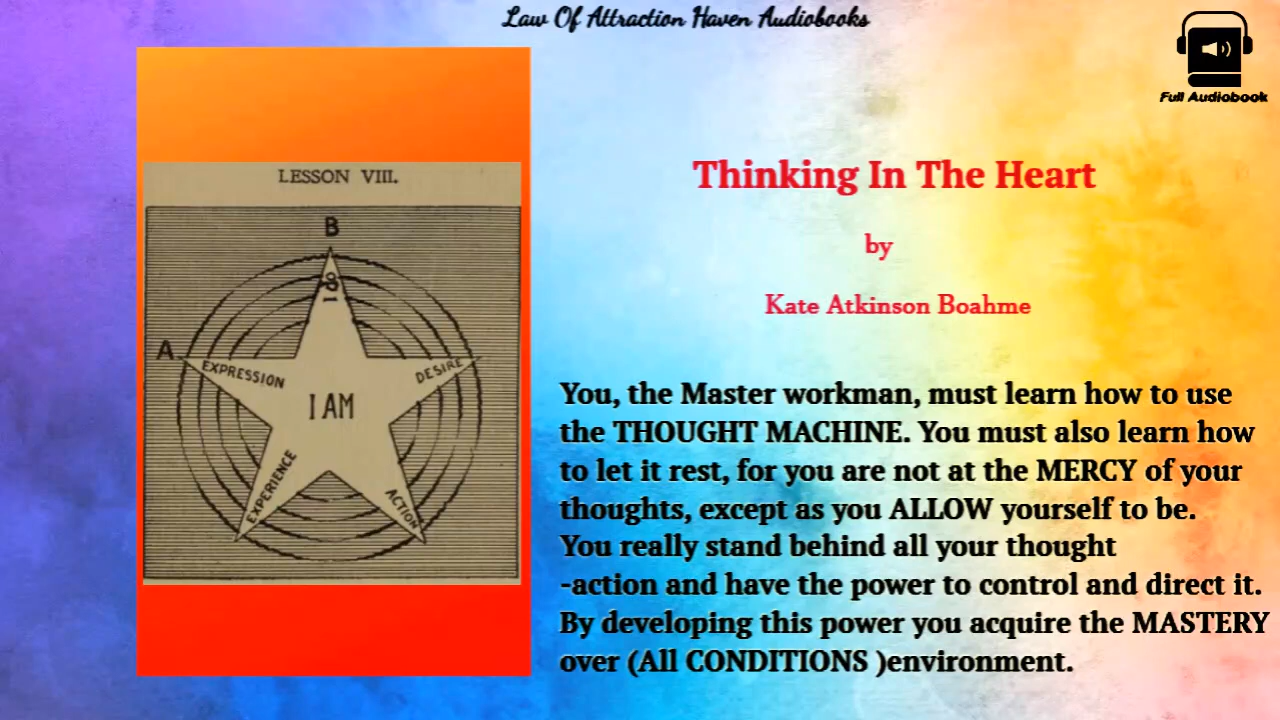 Law Of Attraction Haven Audiobooks
Full Audiobook
LESSON VIII.
B
A
EXPRESSION
DESIRE
I AM
EXPERIENCE
ACTION
Thinking In The Heart
by
Kate Atkinson Boahme
You, the Master workman, must learn how to use
the THOUGHT MACHINE. You must also learn how
to let it rest, for you are not at the MERCY of your
thoughts, except as you ALLOW yourself to be.
You really stand behind all your thought
-action and have the power to control and direct it.
By developing this power you acquire the MASTERY
over (All CONDITIONS )environment.